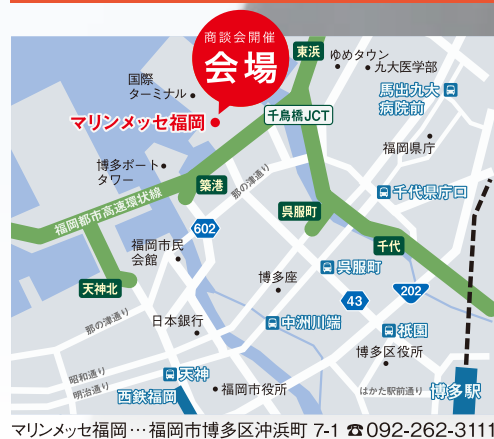 商談会開催
会場
東浜
ゆめタウン
九大医学部
国際
ターミナル
馬出九大
病院前
マリンメッセ福岡
千鳥橋JCT
福岡県庁
博多ポート
タワー
築港
那の津通り
千代県庁口
福岡都市高速環状線
呉服町
602
福岡市民
会館
千代
呉服町
天神北
博多座
43
202
那の津通り
日本銀行
中洲川端
祇園
博多区役所
昭和通り
天神
明治通り
西鉄福岡
福岡市役所
はかた駅前通り
博多駅
マリンメッセ福岡…福岡市博多区沖浜町 7-1 ☎092-262-3111